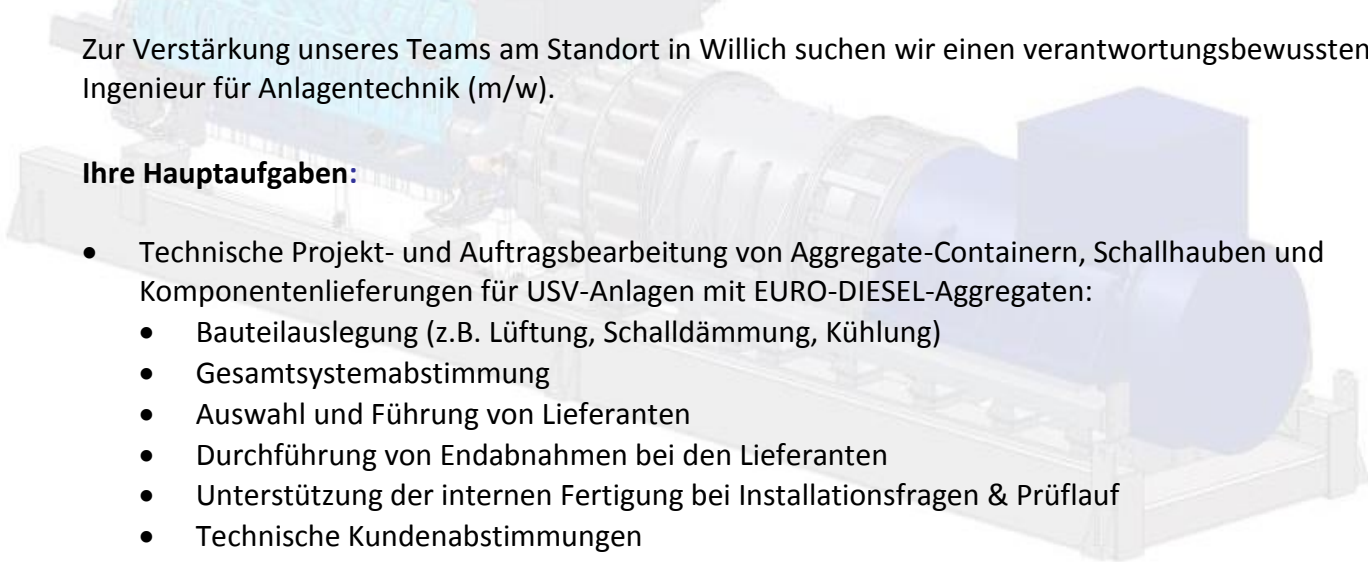 Zur Verstärkung unseres Teams am Standort in Willich suchen wir einen verantwortungsbewussten
Ingenieur für Anlagentechnik (m/w).
Ihre Hauptaufgaben:
• Technische Projekt- und Auftragsbearbeitung von Aggregate-Containern, Schallhauben und
Komponentenlieferungen für USV-Anlagen mit EURO-DIESEL-Aggregaten:
• Bauteilauslegung (z.B. Lüftung, Schalldämmung, Kühlung)
• Gesamtsystemabstimmung
• Auswahl und Führung von Lieferanten
• Durchführung von Endabnahmen bei den Lieferanten
• Unterstützung der internen Fertigung bei Installationsfragen & Prüflauf
• Technische Kundenabstimmungen